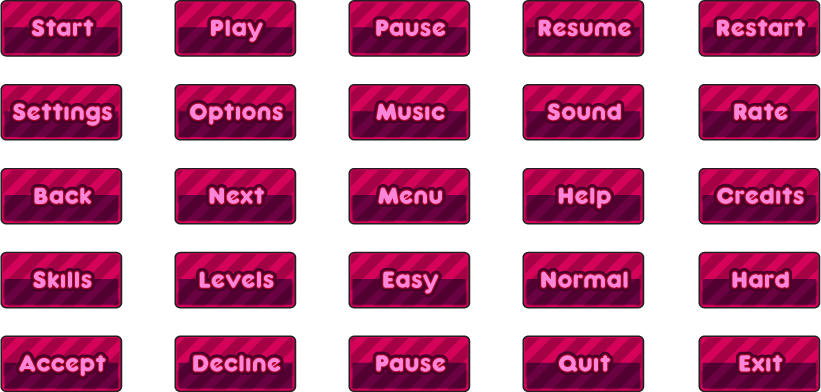 Start Play Pause Resume Restart
Settings Options Music Sound Rate
Back Next Menu Help Credits
Skills Levels Easy Normal Hard
Accept Decline Pause Quit Exit